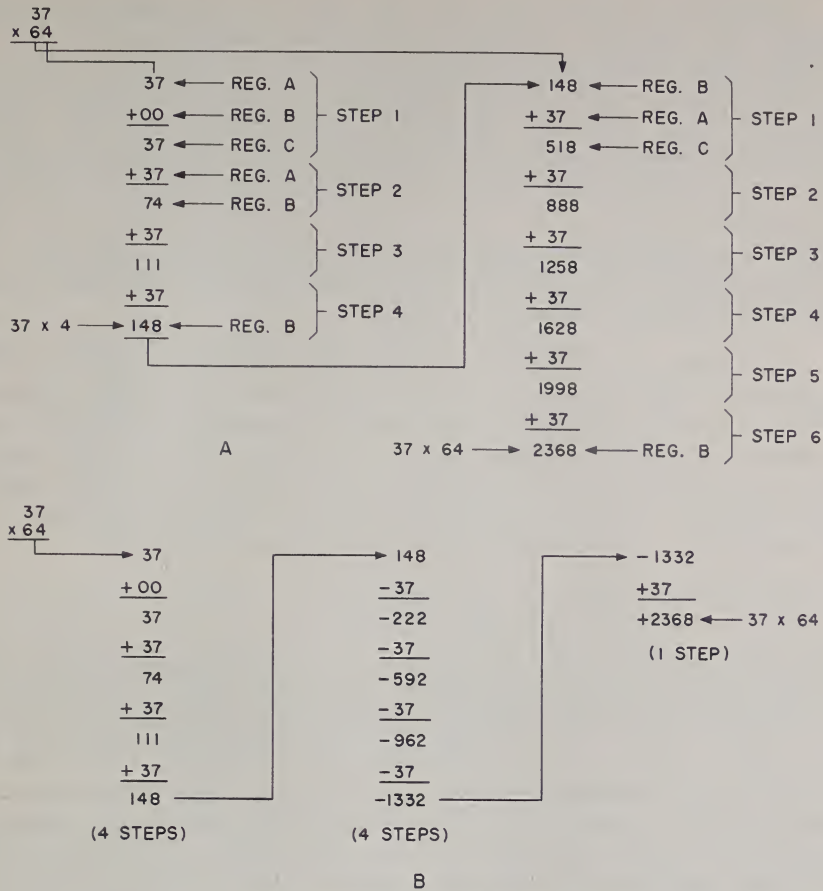 37
x 64
37 REG. A
+00 REG. B STEP 1
37 REG. C
+ 37 REG. A
74 REG. B STEP 2
+ 37
111 STEP 3
+ 37
37 x 4 148 REG. B STEP 4
148 REG. B
+ 37 REG. A STEP 1
518 REG. C
+ 37
888 STEP 2
+ 37
1258 STEP 3
+ 37
1628 STEP 4
+ 37
1998 STEP 5
+ 37
37 x 64 2368 REG. B STEP 6
A
37
x 64
37
+00
37
+ 37
74
+ 37
111
+ 37
148
(4 STEPS)
148
-37
-222
-37
-592
-37
-962
-37
-1332
(4 STEPS)
-1332
+37
+2368 37 x 64
(1 STEP)
B